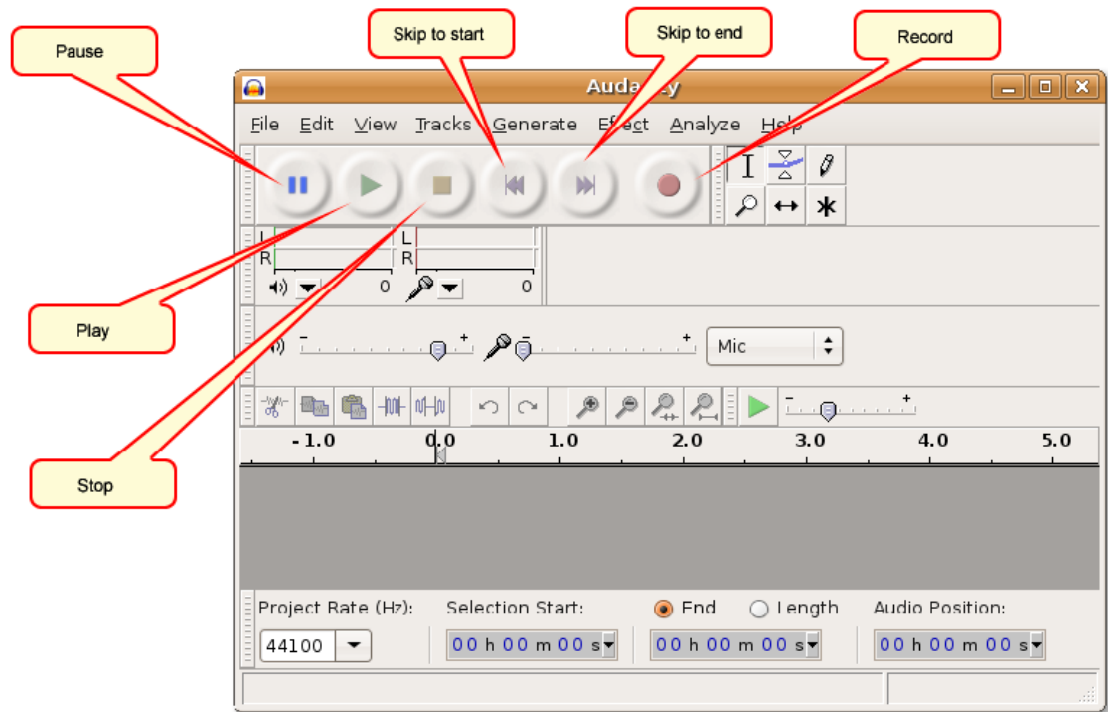 Pause
Skip to start
Skip to end
Record
Audacity
File Edit View Tracks Generate Effect Analyze Help
L L
R R
0 0
- +
- +
Mic
- +
- 1.0 0.0 1.0 2.0 3.0 4.0 5.0
Play
Stop
Project Rate (Hz): Selection Start: End Length Audio Position:
44100 00 h 00 m 00 s 00 h 00 m 00 s 00 h 00 m 00 s